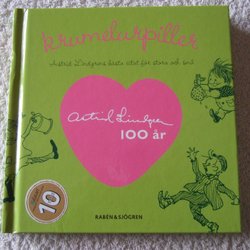 krumelurpiller
Astrid Lindgrens bästa citat för stora och små
Astrid Lindgren
100 år
10
RABÉN & SJÖGREN